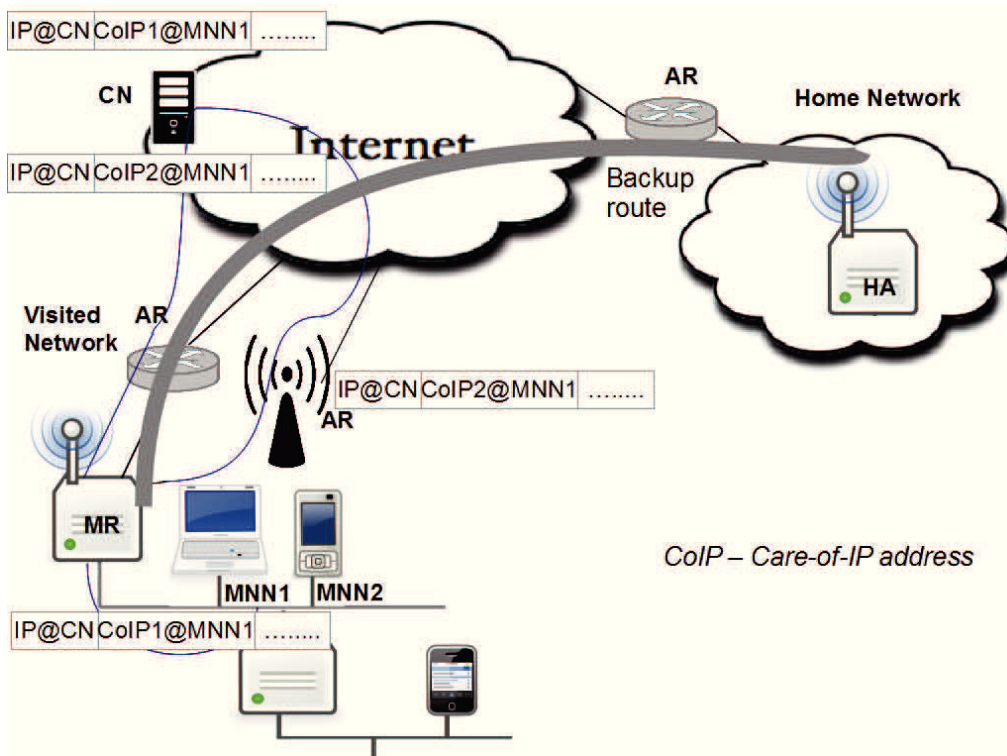 IP@CN CoIP1@MNN1 ........
CN
AR
Home Network
Internet
IP@CN CoIP2@MNN1 ........
Backup
route
HA
Visited
Network
AR
IP@CN CoIP2@MNN1 ........
AR
MR
CoIP – Care-of-IP address
MNN1
MNN2
IP@CN CoIP1@MNN1 ........